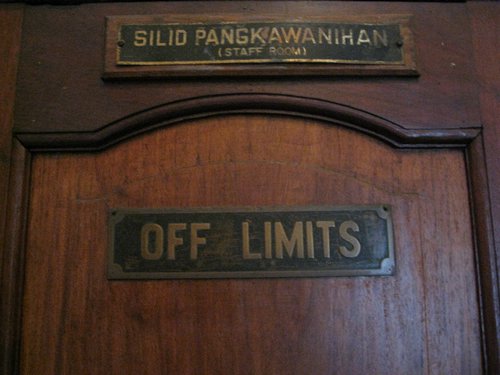 SILID PANGKAWANIHAN
(STAFF ROOM)
OFF LIMITS